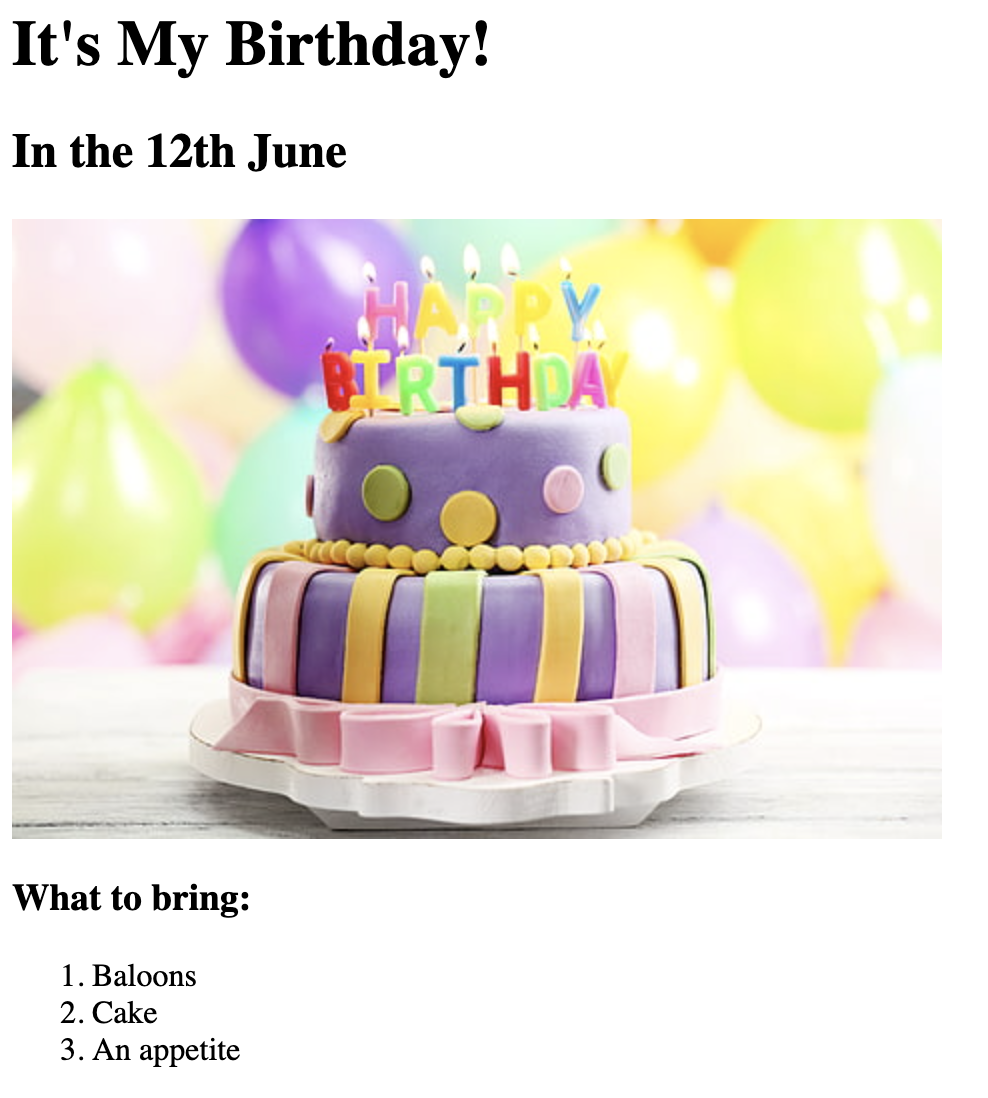 It's My Birthday!
In the 12th June
HAPPY
BIRTHDAY
What to bring:
1. Baloons
2. Cake
3. An appetite